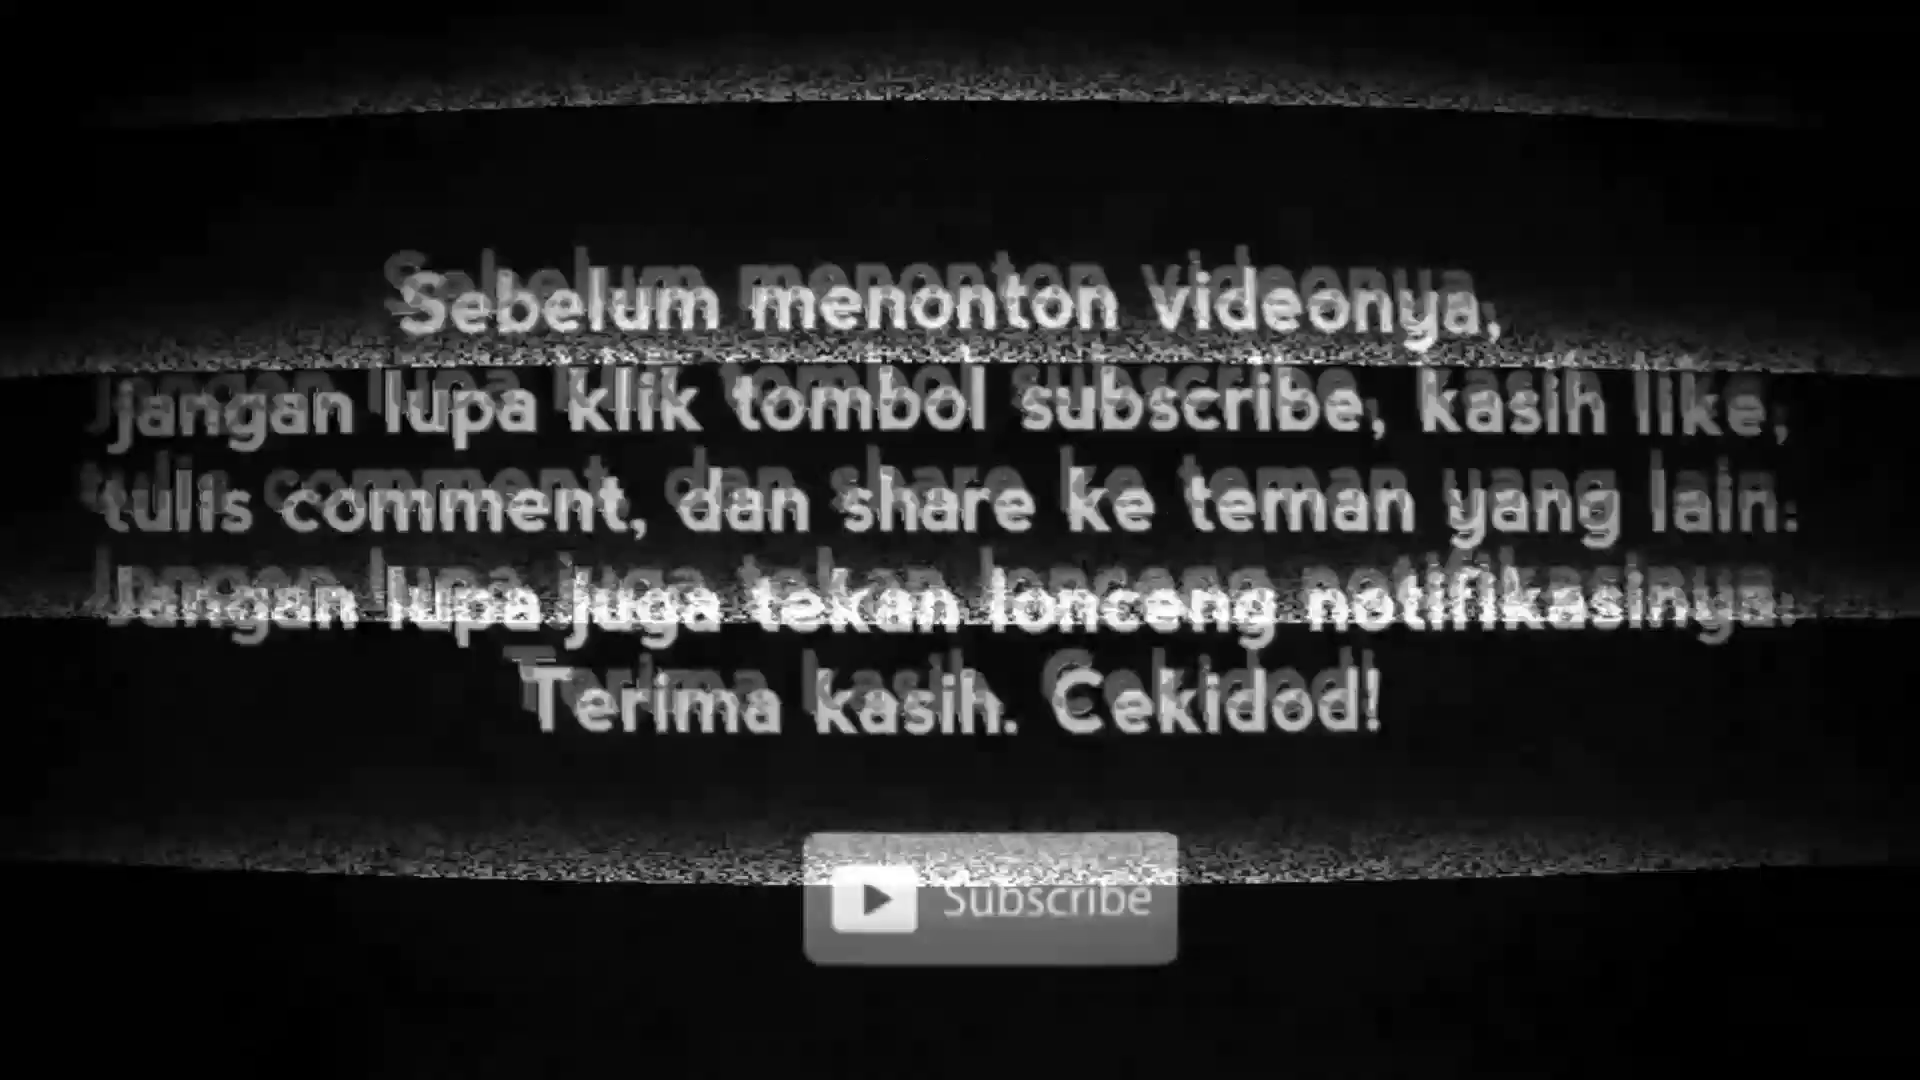 Sebelum menonton videonya,
jangan lupa klik tombol subscribe, kasih like,
tulis comment, dan share ke teman yang lain.
Jangan lupa juga tekan lonceng notifikasinya.
Terima kasih. Cekidod!
Subscribe